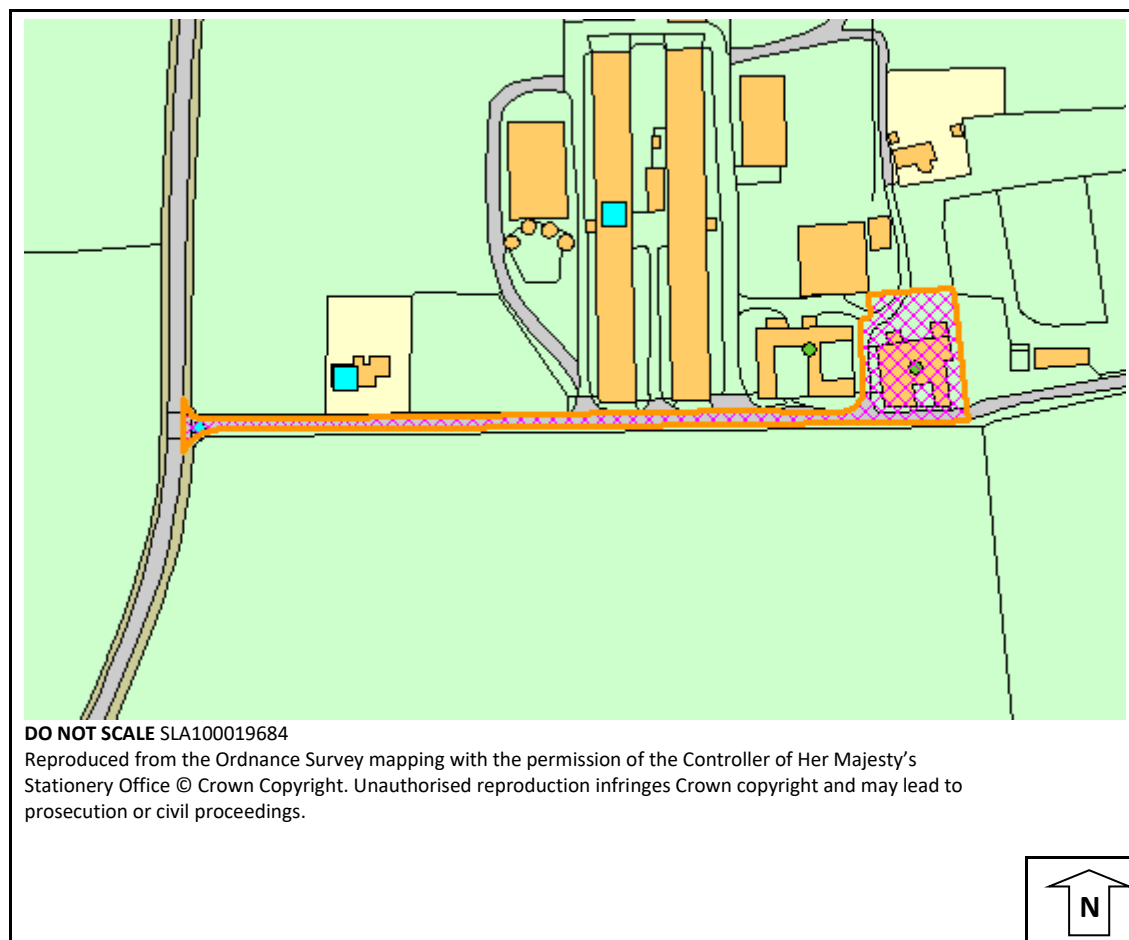 DO NOT SCALE SLA100019684
Reproduced from the Ordnance Survey mapping with the permission of the Controller of Her Majesty’s
Stationery Office © Crown Copyright. Unauthorised reproduction infringes Crown copyright and may lead to
prosecution or civil proceedings.
N